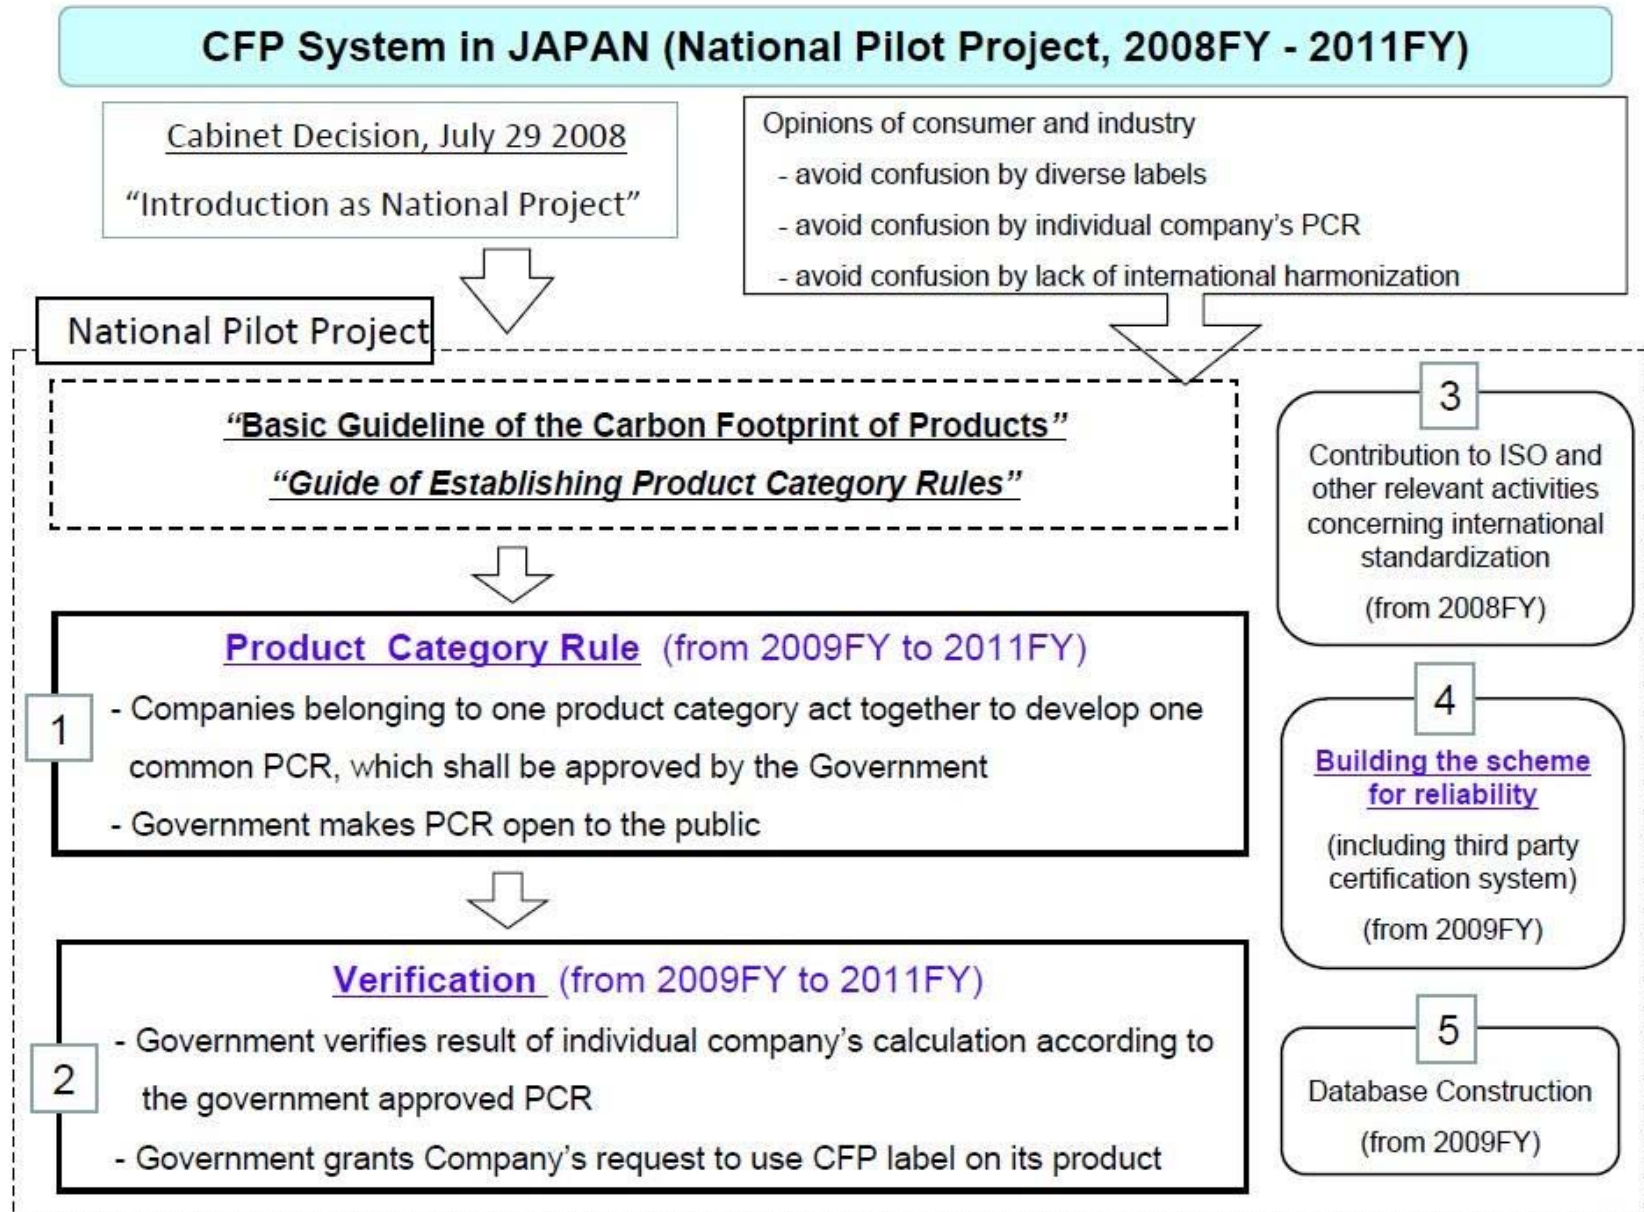 CFP System in JAPAN (National Pilot Project, 2008FY - 2011FY)
Cabinet Decision, July 29 2008
“Introduction as National Project”
Opinions of consumer and industry
- avoid confusion by diverse labels
- avoid confusion by individual company’s PCR
- avoid confusion by lack of international harmonization
National Pilot Project
“Basic Guideline of the Carbon Footprint of Products”
“Guide of Establishing Product Category Rules”
1
Product Category Rule (from 2009FY to 2011FY)
- Companies belonging to one product category act together to develop one
common PCR, which shall be approved by the Government
- Government makes PCR open to the public
2
Verification (from 2009FY to 2011FY)
- Government verifies result of individual company’s calculation according to
the government approved PCR
- Government grants Company’s request to use CFP label on its product
3
Contribution to ISO and
other relevant activities
concerning international
standardization
(from 2008FY)
4
Building the scheme
for reliability
(including third party
certification system)
(from 2009FY)
5
Database Construction
(from 2009FY)